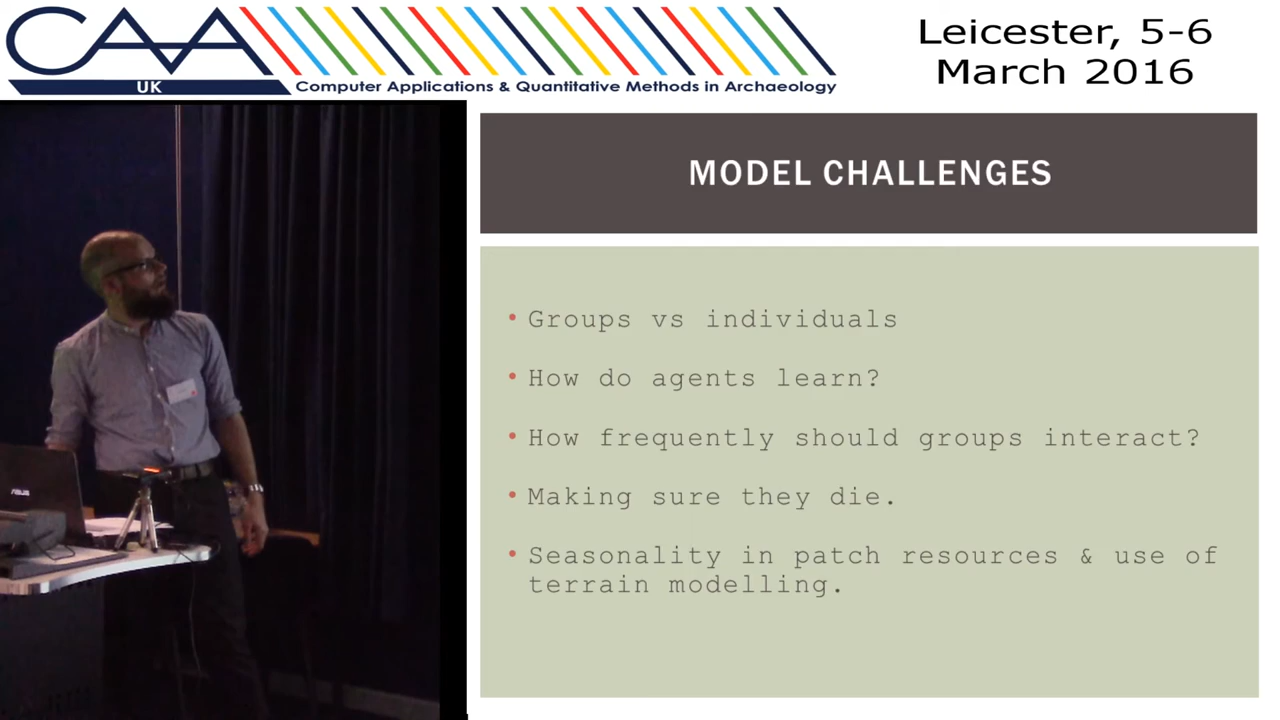 CAA
UK
Computer Applications & Quantitative Methods in Archaeology
Leicester, 5-6
March 2016
MODEL CHALLENGES
• Groups vs individuals
• How do agents learn?
• How frequently should groups interact?
• Making sure they die.
• Seasonality in patch resources & use of
terrain modelling.
ASUS